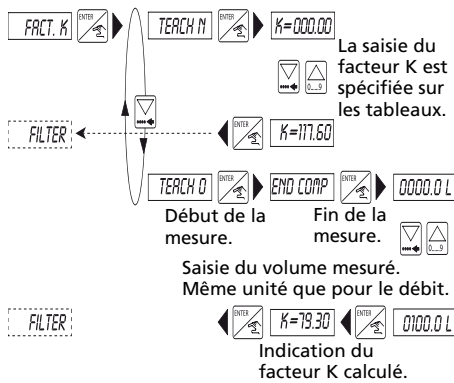 FACT. K ENTER TEACH N ENTER K=000.00
La saisie du
facteur K est
spécifiée sur
les tableaux.
0...9
FILTER ENTER K=117.60
TEACH O ENTER END COMP ENTER 0000.0 L
Début de la
mesure.
Fin de la
mesure.
0...9
Saisie du volume mesuré.
Même unité que pour le débit.
FILTER ENTER K=79.30 ENTER 0100.0 L
Indication du
facteur K calculé.